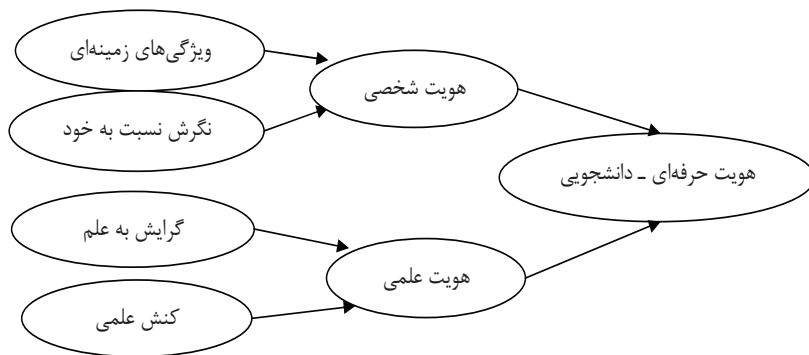 ویژگی‌های زمینه‌ای
هویت شخصی
نگرش نسبت به خود
هویت حرفه‌ای ـ دانشجویی
گرایش به علم
هویت علمی
کنش علمی